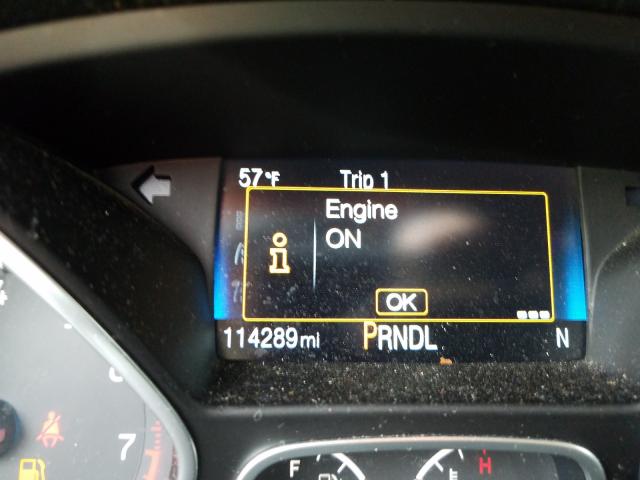 57°F Trip 1
Engine
ON
OK
114289mi PRNDL N
7
F H